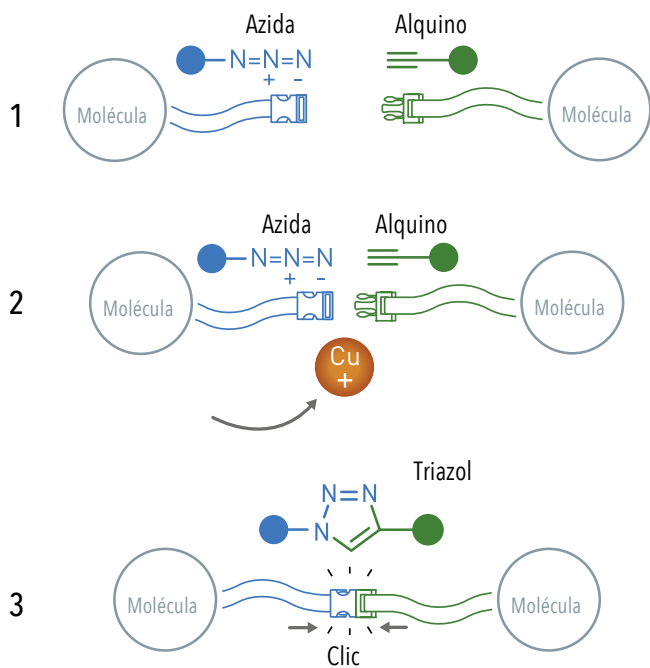 Azida Alquino
N=N=N
+ -
1 Molécula Molécula
Azida Alquino
N=N=N
+ -
2 Molécula Molécula
Cu
+
Triazol
N=N N
N
3 Molécula Molécula
Clic